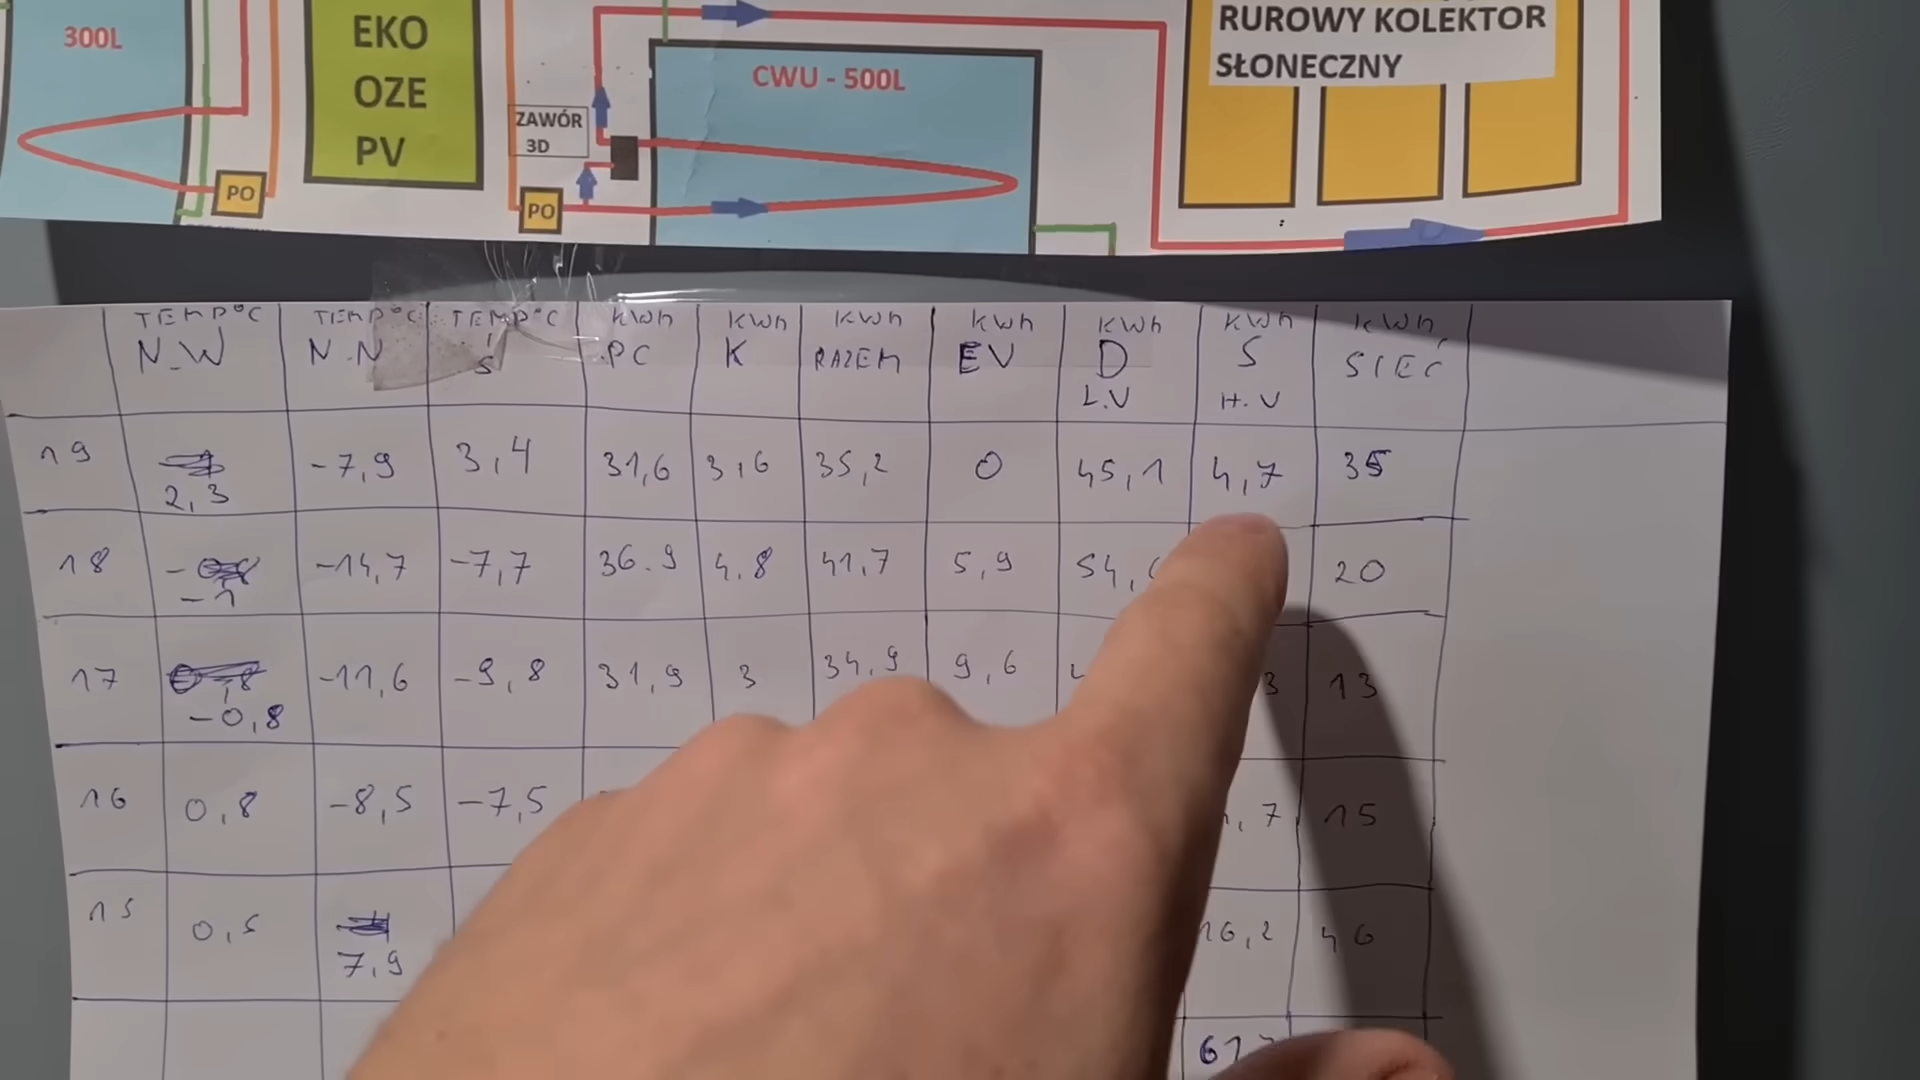 300L
EKO
OZE
PV
PO
ZAWÓR
3D
PO
CWU - 500L
RUROWY KOLEKTOR
SŁONECZNY
TEMP°C TEMP°C TEMP°C KWh KWh KWh KWh KWh KWh KWh
N-W N-N Ś PC K RAZEM EV D S SIEĆ
L.V H.V
19 2,3 -7,9 3,4 31,6 3,6 35,2 0 45,1 4,7 35
18 -1 -14,7 -7,7 36.9 4.8 41,7 5,9 54, 20
17 -0,8 -11,6 -9,8 31,9 3 34,9 9,6 3 13
16 0,8 -8,5 -7,5 7 15
15 0,5 7,9 16,2 46
61